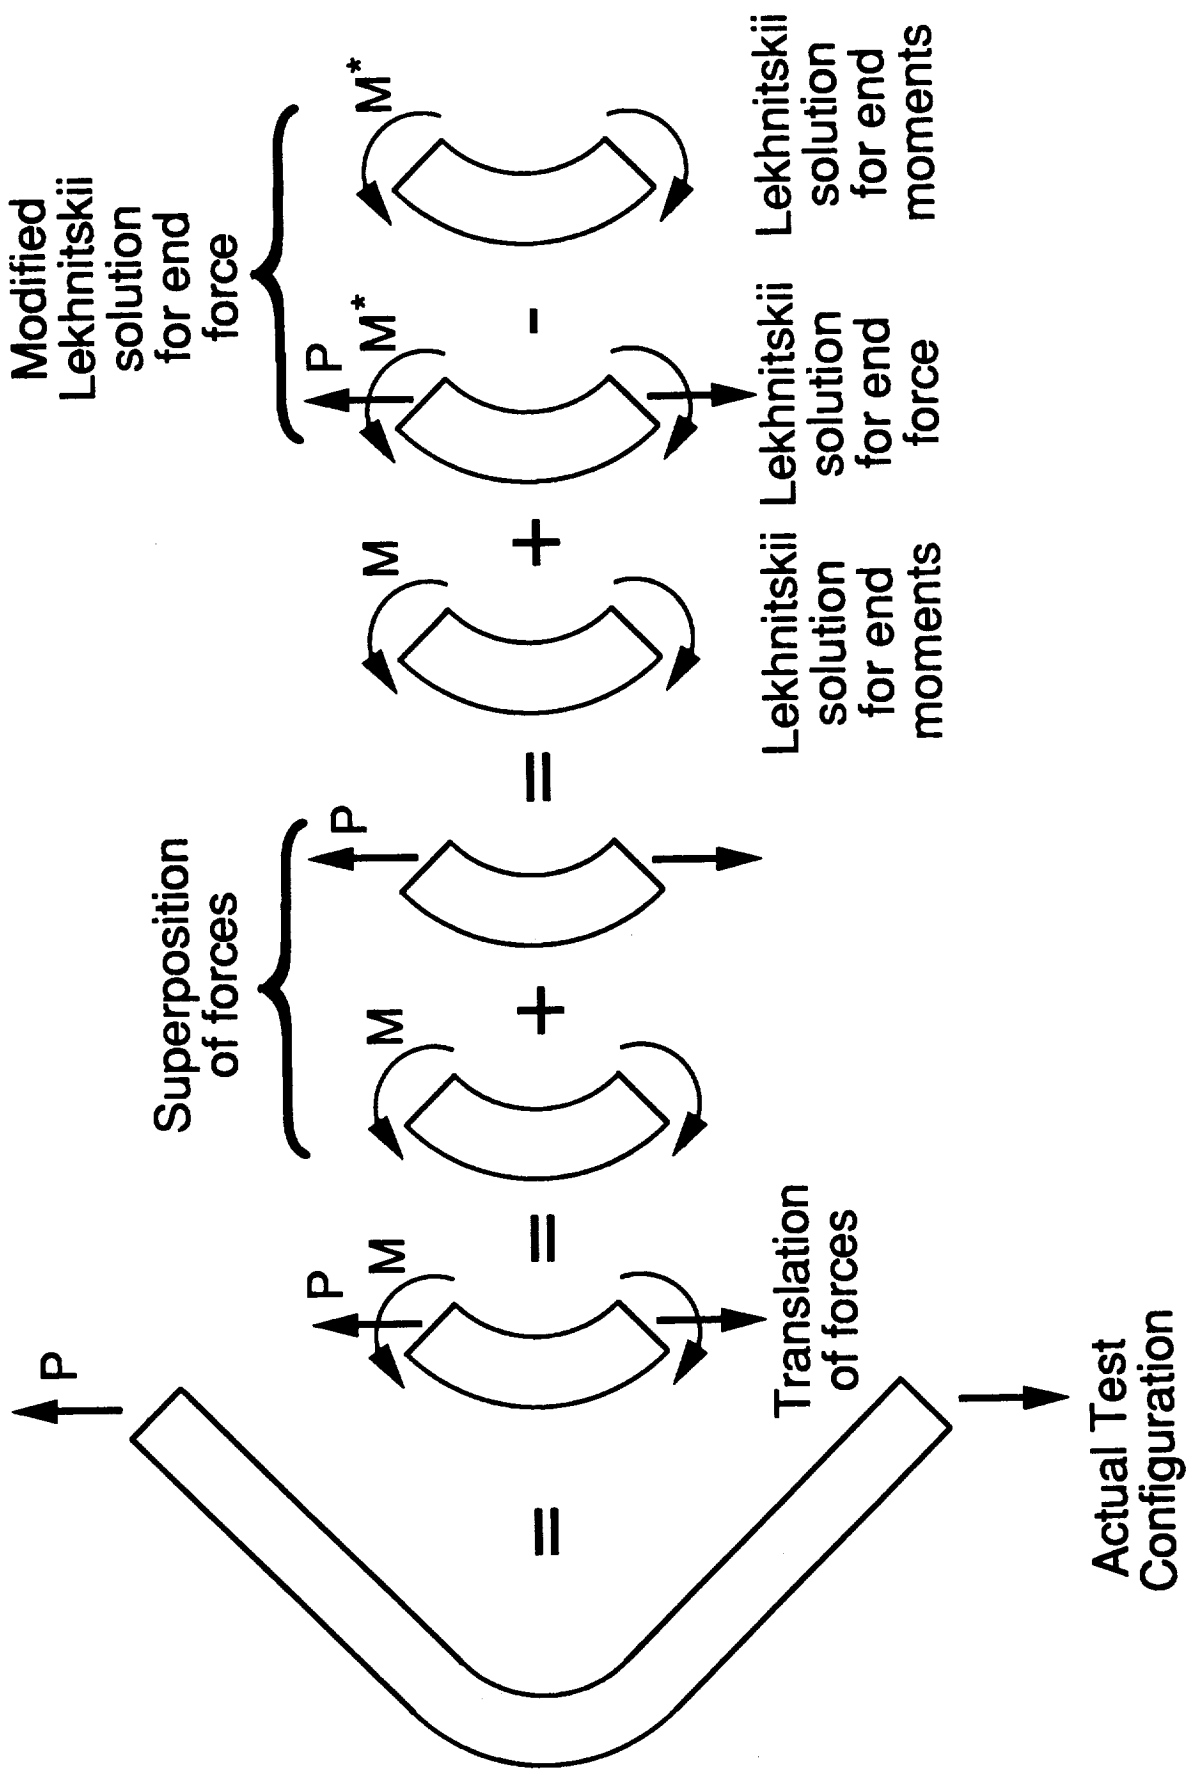 P
Actual Test
Configuration
=
P
M
Translation
of forces
=
Superposition
of forces
M
+
P
=
M
Lekhnitskii
solution
for end
moments
+
Modified
Lekhnitskii
solution
for end
force
P
M*
Lekhnitskii
solution
for end
force
-
M*
Lekhnitskii
solution
for end
moments